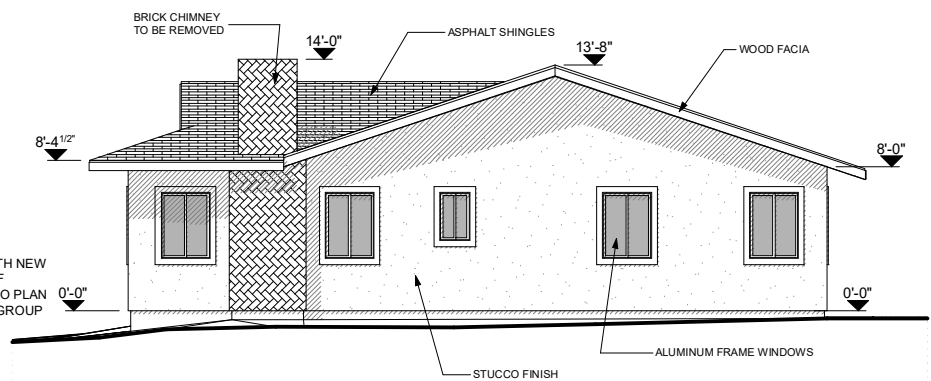 BRICK CHIMNEY
TO BE REMOVED
14'-0"
ASPHALT SHINGLES
13'-8"
WOOD FACIA
8'-4 1/2"
8'-0"
NEW
PLAN
GROUP
0'-0"
0'-0"
ALUMINUM FRAME WINDOWS
STUCCO FINISH